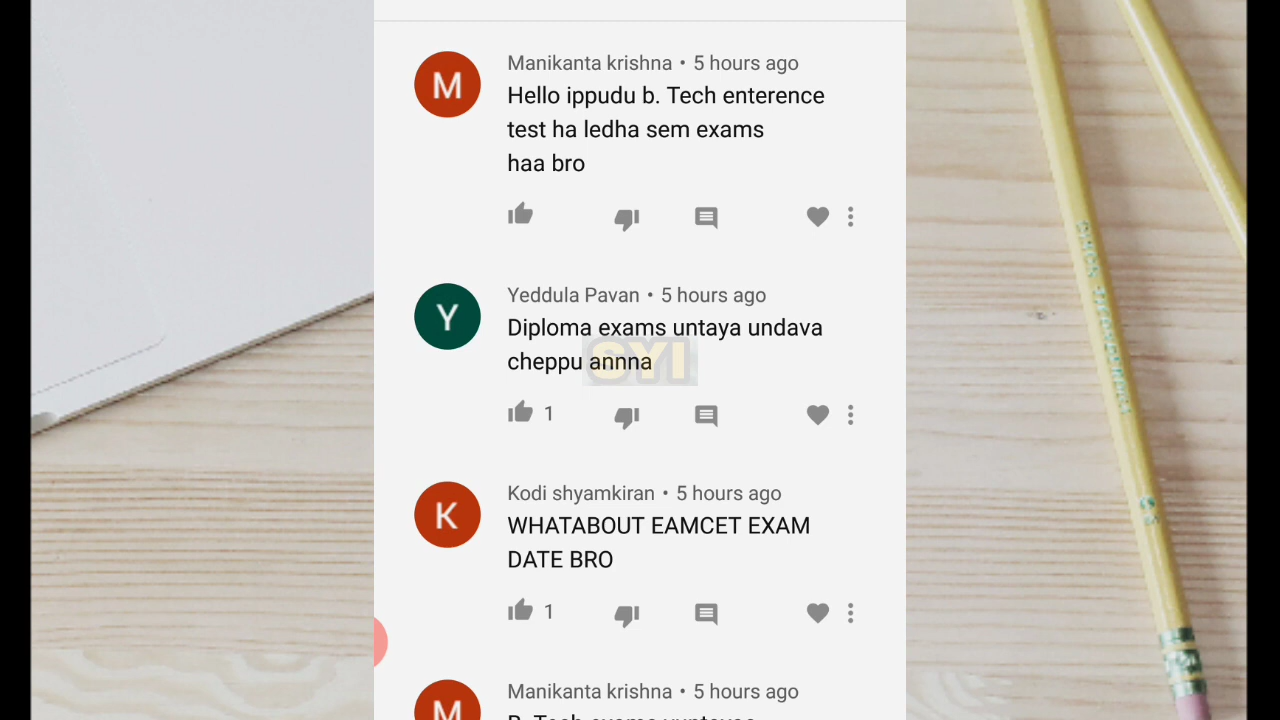 Manikanta krishna • 5 hours ago
M
Hello ippudu b. Tech enterence
test ha ledha sem exams
haa bro
Yeddula Pavan • 5 hours ago
Y
Diploma exams untaya undava
cheppu annna
SYI
1
Kodi shyamkiran • 5 hours ago
K
WHATABOUT EAMCET EXAM
DATE BRO
1
Manikanta krishna • 5 hours ago
M